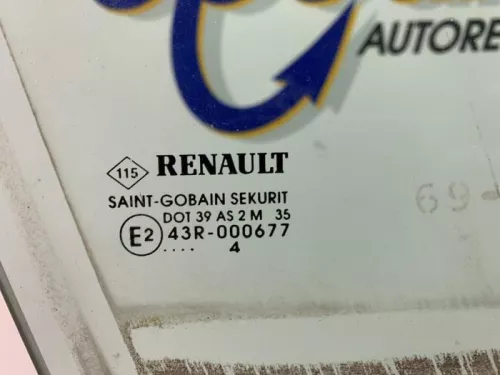 AUTORE
115 RENAULT
SAINT-GOBAIN SEKURIT
DOT 39 AS 2 M 35
E2 43R-000677
.... 4
69-